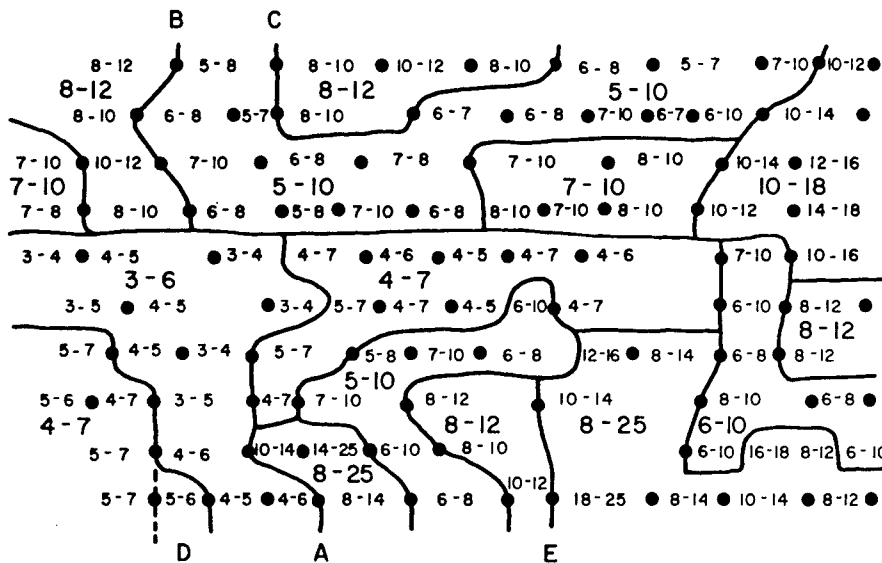 B C
8-12 5-8 8-10 10-12 8-10 6-8 5-7 7-10 10-12
8-12 8-12 5-10
8-10 6-8 5-7 8-10 6-7 6-8 7-10 6-7 6-10 10-14
7-10 10-12 7-10 6-8 7-8 7-10 8-10 10-14 12-16
7-10 5-10 7-10 10-18
7-8 8-10 6-8 5-8 7-10 6-8 8-10 7-10 8-10 10-12 14-18
3-4 4-5 3-4 4-7 4-6 4-5 4-7 4-6 7-10 10-16
3-6 4-7
3-5 4-5 3-4 5-7 4-7 4-5 6-10 4-7 6-10 8-12
8-12
5-7 4-5 3-4 5-7 5-8 7-10 6-8 12-16 8-14 6-8 8-12
5-10
5-6 4-7 3-5 4-7 7-10 8-12 10-14 8-10 6-8
4-7 8-12 8-25 6-10
5-7 4-6 10-14 14-25 6-10 8-10 6-10 16-18 8-12 6-10
8-25
5-7 5-6 4-5 4-6 8-14 6-8 10-12 18-25 8-14 10-14 8-12
D A E